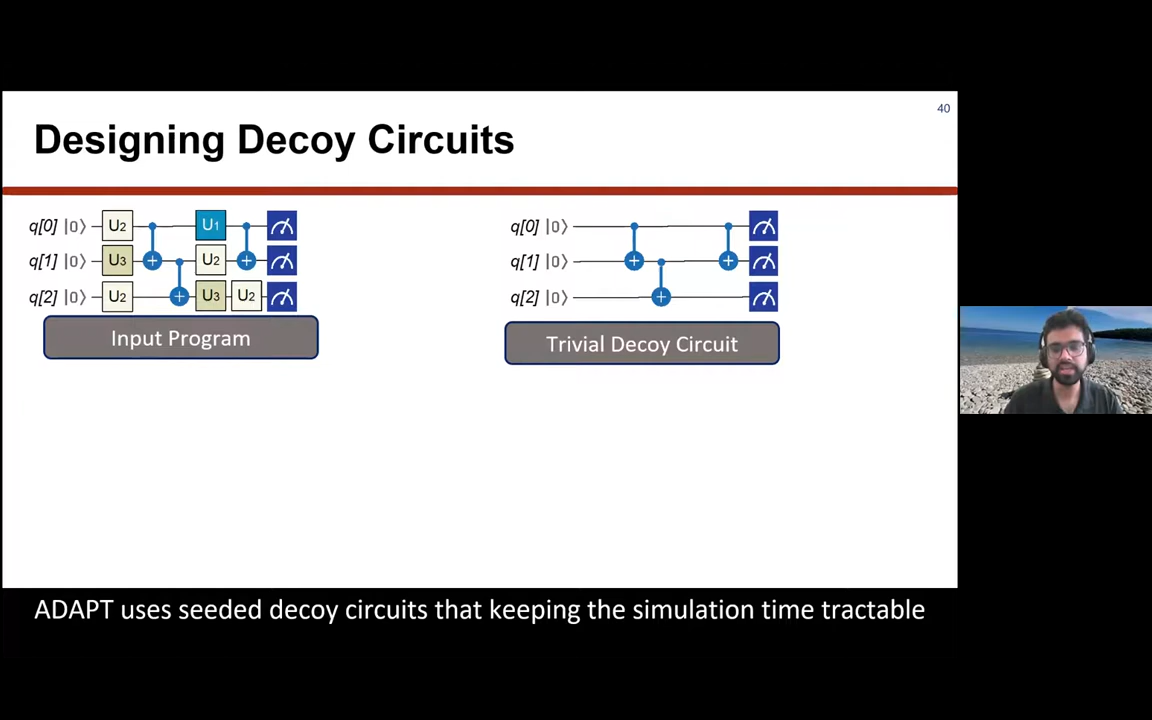 40
Designing Decoy Circuits
q[0] |0⟩ U2 U1
q[1] |0⟩ U3 U2
q[2] |0⟩ U2 U3 U2
Input Program
q[0] |0⟩
q[1] |0⟩
q[2] |0⟩
Trivial Decoy Circuit
ADAPT uses seeded decoy circuits that keeping the simulation time tractable